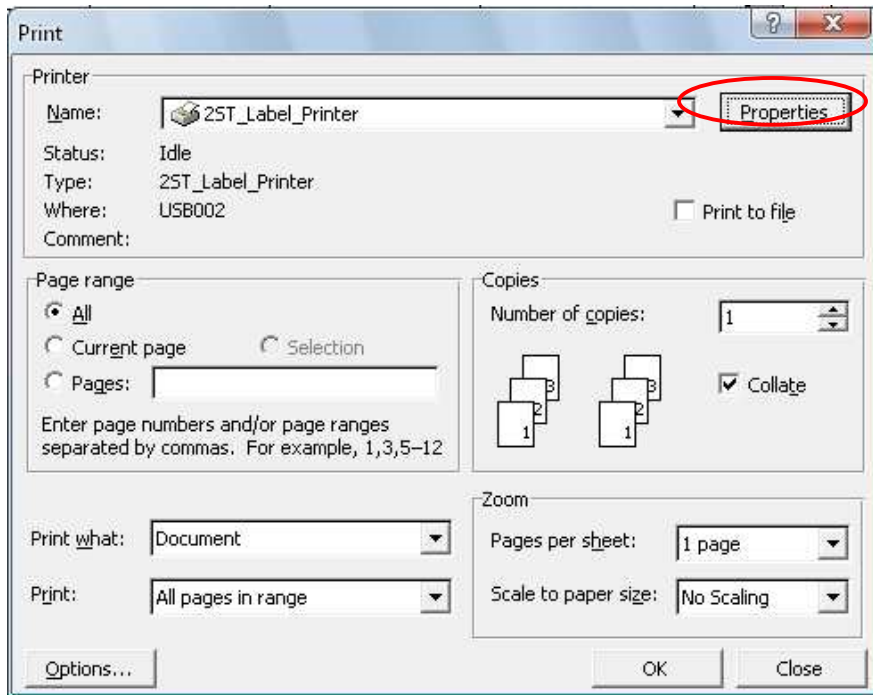 Print
Printer
Name: 2ST_Label_Printer Properties
Status: Idle
Type: 2ST_Label_Printer
Where: USB002 Print to file
Comment:
Page range
All
Current page Selection
Pages:
Enter page numbers and/or page ranges
separated by commas. For example, 1,3,5–12
Copies
Number of copies: 1
3 3
2 2
1 1
Collate
Print what: Document
Print: All pages in range
Zoom
Pages per sheet: 1 page
Scale to paper size: No Scaling
Options... OK Close